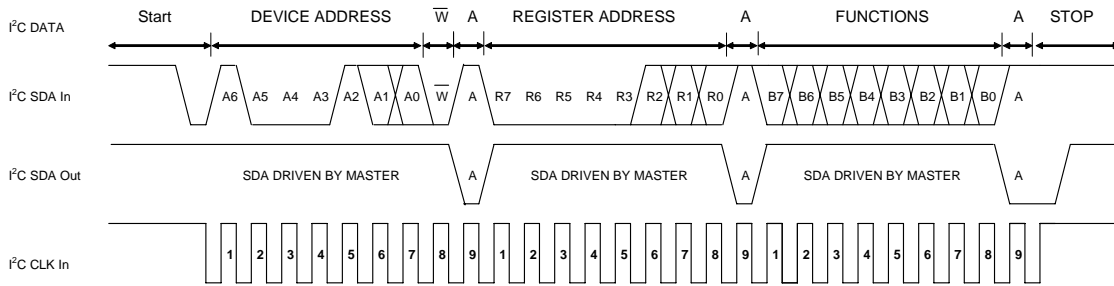 I²C DATA Start DEVICE ADDRESS W̅ A REGISTER ADDRESS A FUNCTIONS A STOP
I²C SDA In A6 A5 A4 A3 A2 A1 A0 W̅ A R7 R6 R5 R4 R3 R2 R1 R0 A B7 B6 B5 B4 B3 B2 B1 B0 A
I²C SDA Out SDA DRIVEN BY MASTER A SDA DRIVEN BY MASTER A SDA DRIVEN BY MASTER A
I²C CLK In 1 2 3 4 5 6 7 8 9 1 2 3 4 5 6 7 8 9 1 2 3 4 5 6 7 8 9